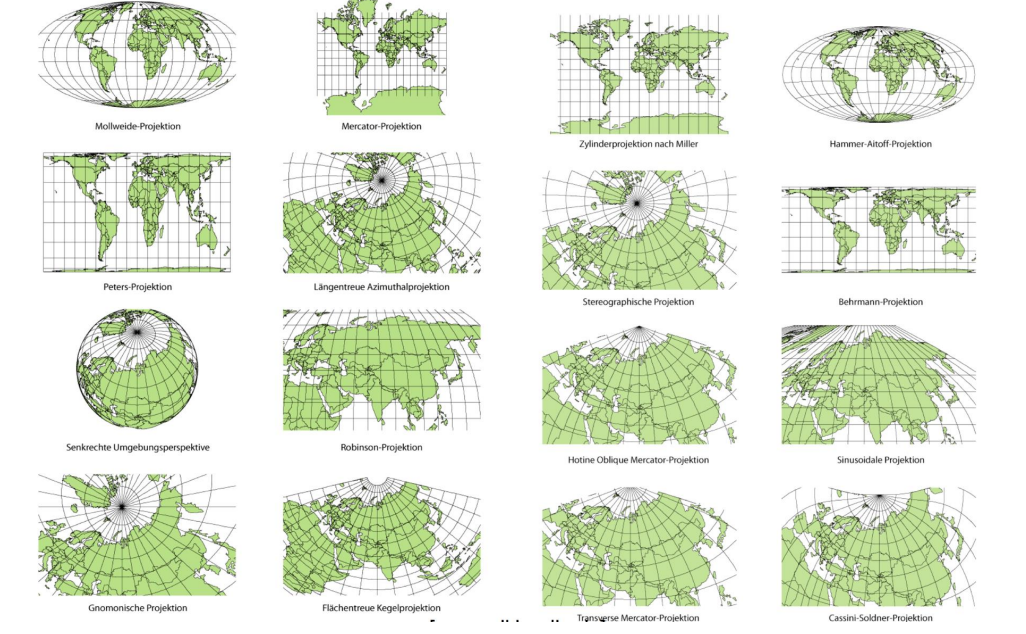 Mollweide-Projektion
Mercator-Projektion
Zylinderprojektion nach Miller
Hammer-Aitoff-Projektion
Peters-Projektion
Längentreue Azimuthalprojektion
Stereographische Projektion
Behrmann-Projektion
Senkrechte Umgebungsperspektive
Robinson-Projektion
Hotine Oblique Mercator-Projektion
Sinusoidale Projektion
Gnomonische Projektion
Flächentreue Kegelprojektion
Transverse Mercator-Projektion
Cassini-Soldner-Projektion